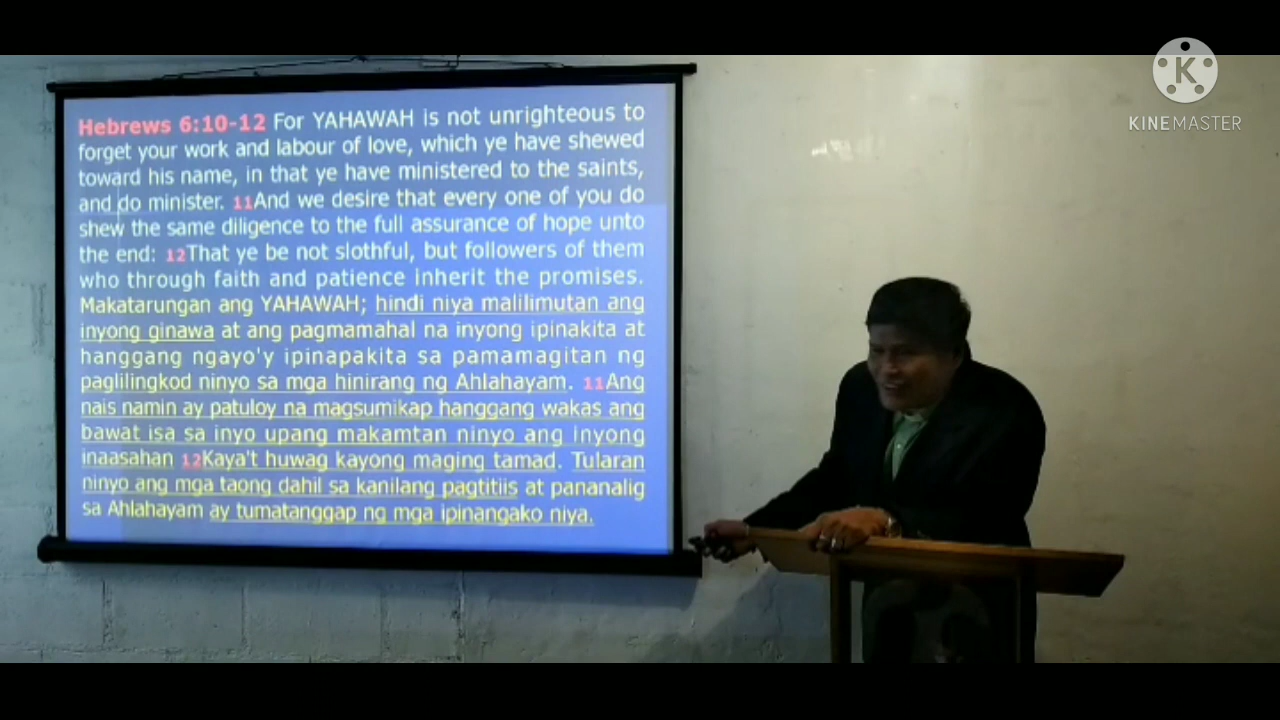 Hebrews 6:10-12 For YAHAWAH is not unrighteous to
forget your work and labour of love, which ye have shewed
toward his name, in that ye have ministered to the saints,
and do minister. 11And we desire that every one of you do
shew the same diligence to the full assurance of hope unto
the end: 12That ye be not slothful, but followers of them
who through faith and patience inherit the promises.
Makatarungan ang YAHAWAH; hindi niya malilimutan ang
inyong ginawa at ang pagmamahal na inyong ipinakita at
hanggang ngayo'y ipinapakita sa pamamagitan ng
paglilingkod ninyo sa mga hinirang ng Ahlahayam. 11Ang
nais namin ay patuloy na magsumikap hanggang wakas ang
bawat isa sa inyo upang makamtan ninyo ang inyong
inaasahan 12Kaya't huwag kayong maging tamad. Tularan
ninyo ang mga taong dahil sa kanilang pagtitiis at pananalig
sa Ahlahayam ay tumatanggap ng mga ipinangako niya.
K
KINEMASTER